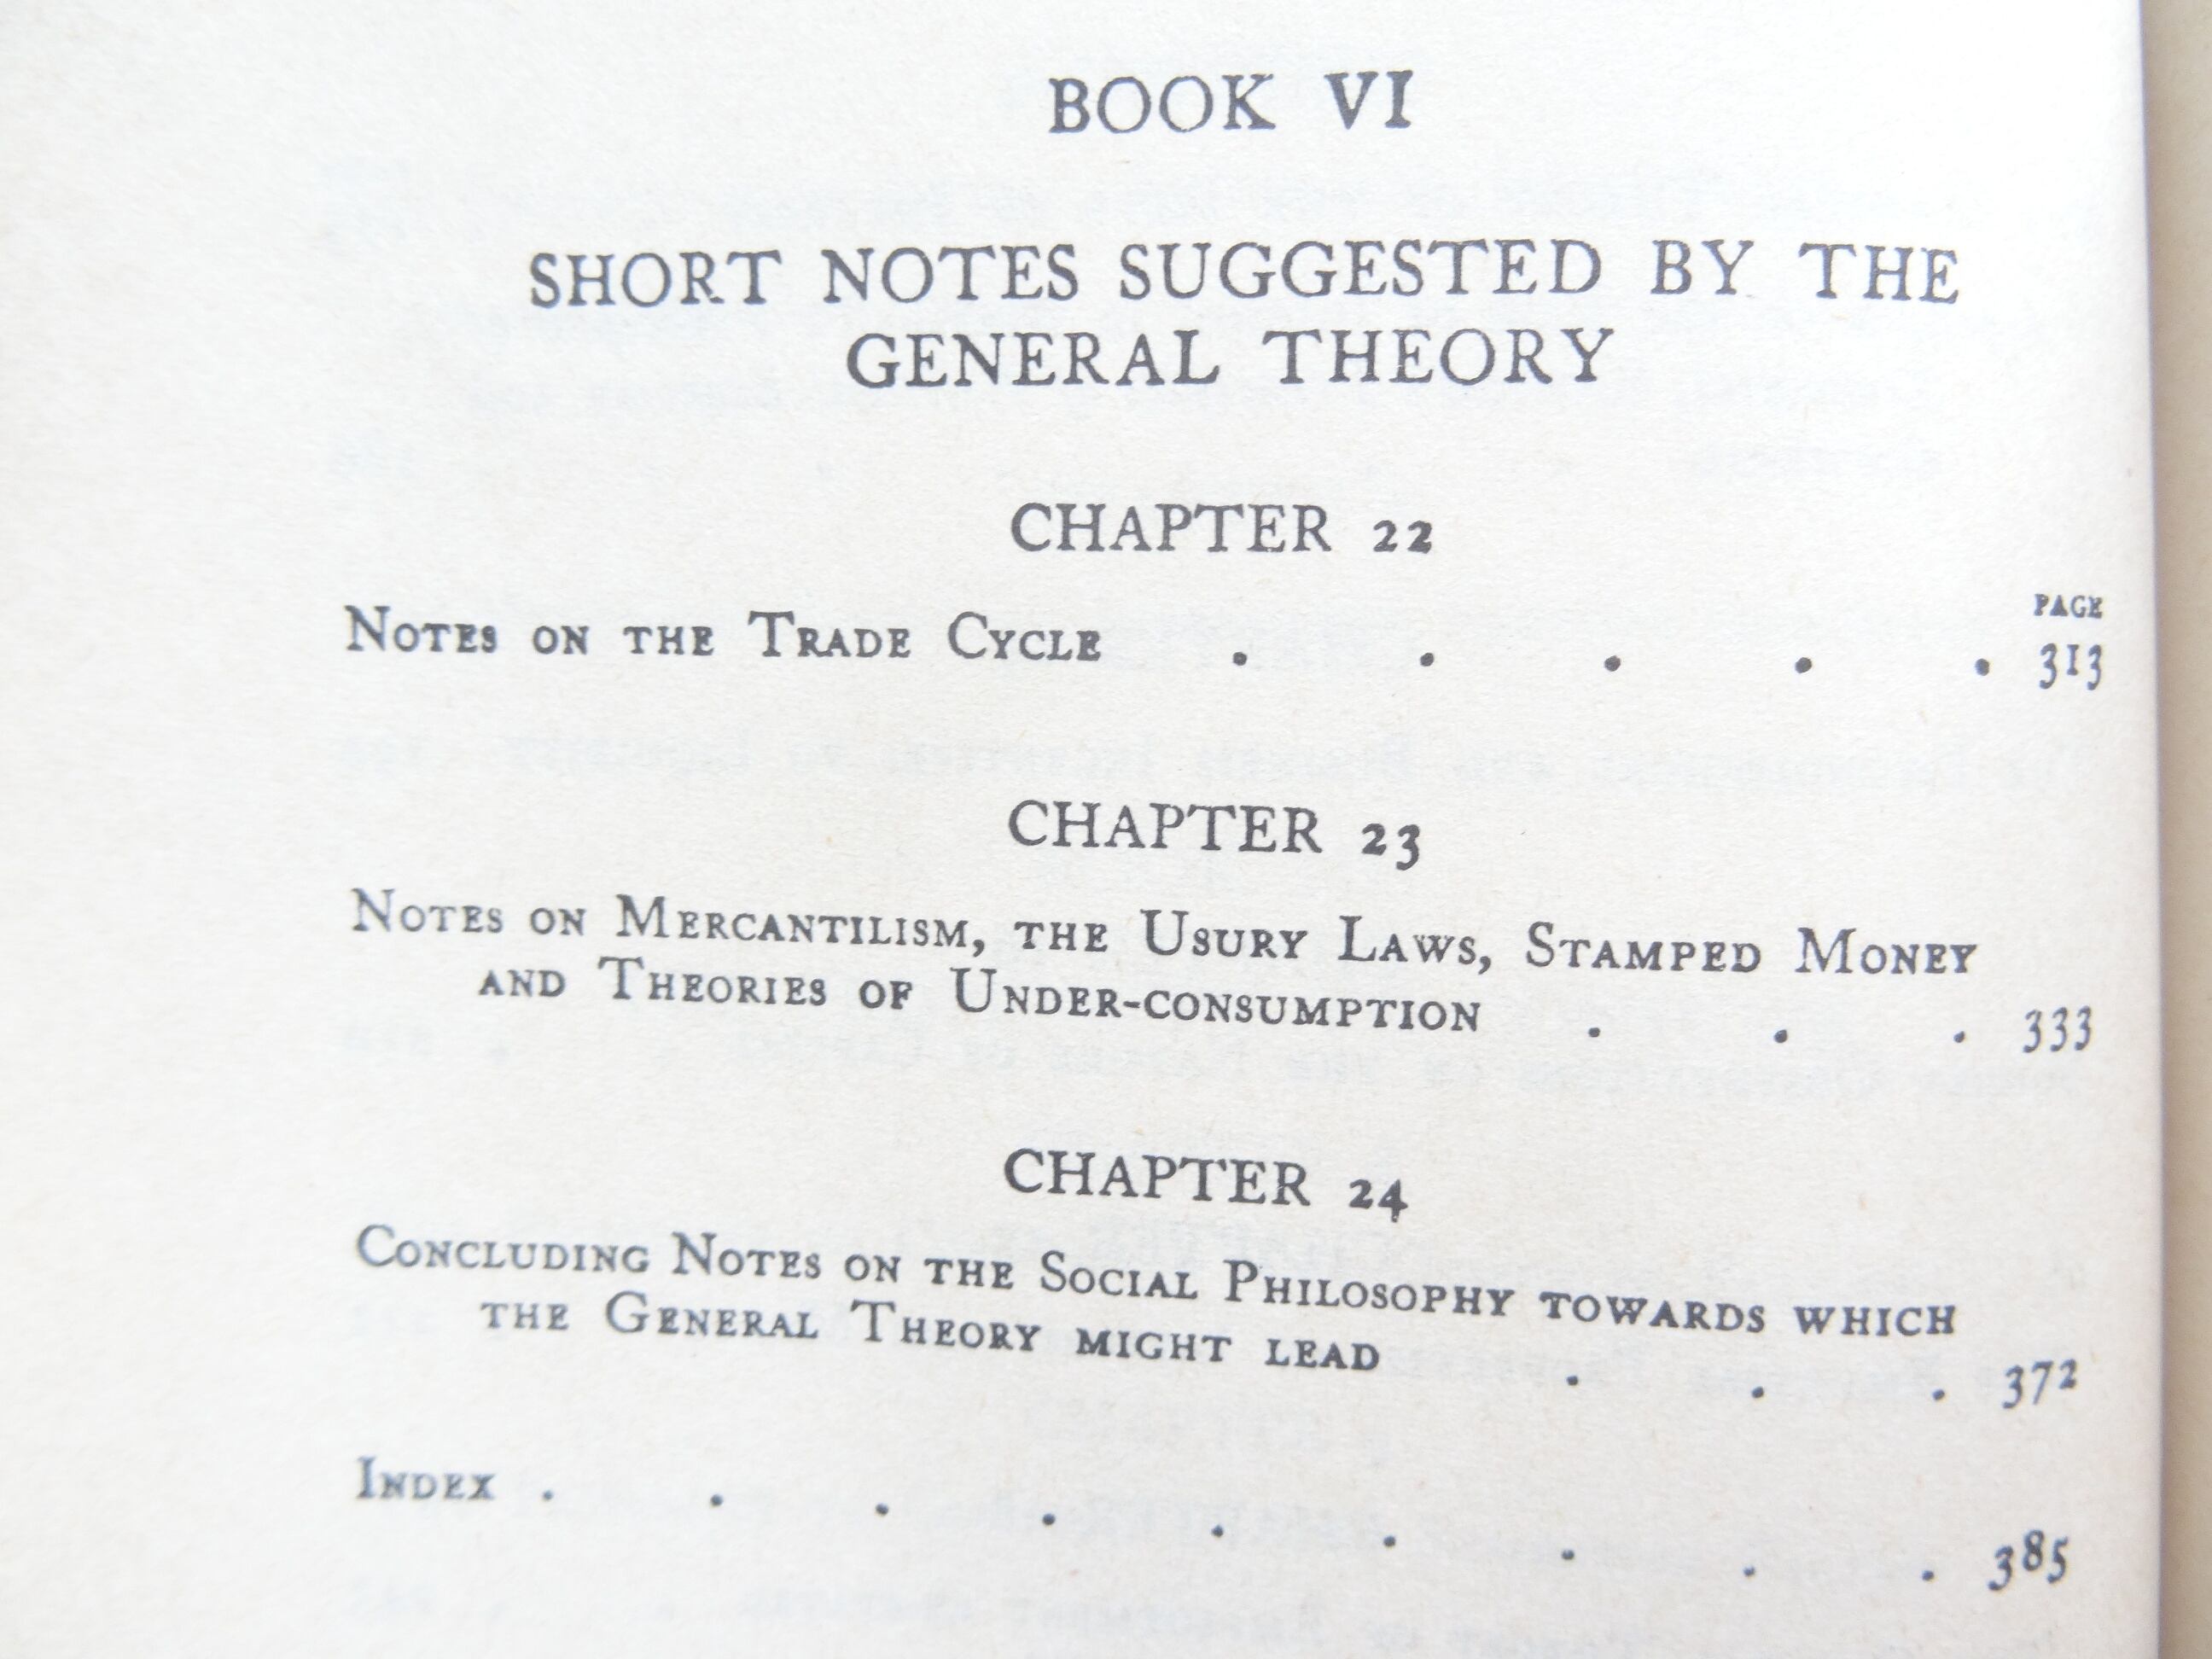 BOOK VI
SHORT NOTES SUGGESTED BY THE
GENERAL THEORY
CHAPTER 22
PAGE
NOTES ON THE TRADE CYCLE . . . . . 313
CHAPTER 23
NOTES ON MERCANTILISM, THE USURY LAWS, STAMPED MONEY
AND THEORIES OF UNDER-CONSUMPTION . . . 333
CHAPTER 24
CONCLUDING NOTES ON THE SOCIAL PHILOSOPHY TOWARDS WHICH
THE GENERAL THEORY MIGHT LEAD . . . 372
INDEX . . . . . . . . . 385